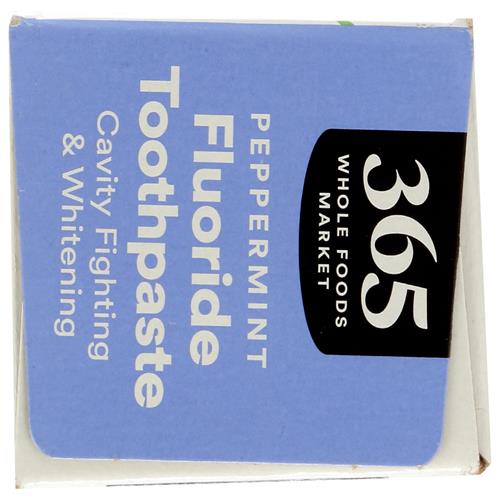 365
WHOLE FOODS
MARKET
PEPPERMINT
Fluoride
Toothpaste
Cavity Fighting
& Whitening